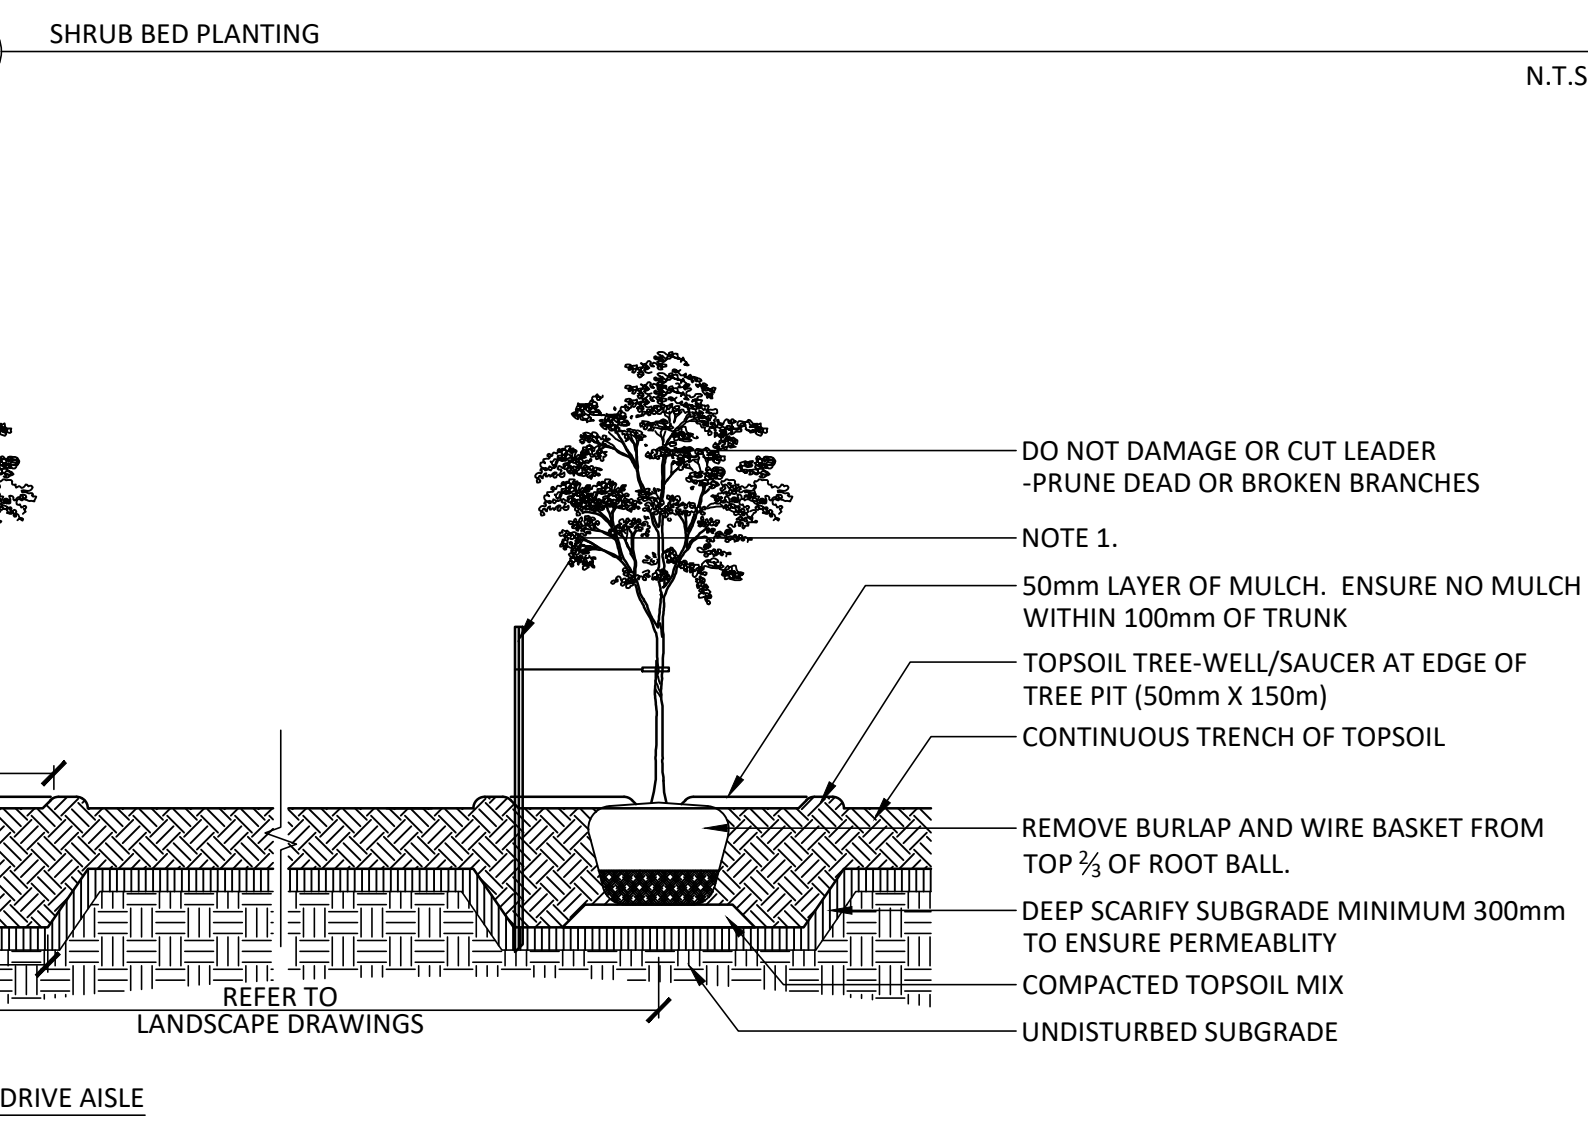 SHRUB BED PLANTING
N.T.S
DO NOT DAMAGE OR CUT LEADER
-PRUNE DEAD OR BROKEN BRANCHES
NOTE 1.
50mm LAYER OF MULCH. ENSURE NO MULCH
WITHIN 100mm OF TRUNK
TOPSOIL TREE-WELL/SAUCER AT EDGE OF
TREE PIT (50mm X 150m)
CONTINUOUS TRENCH OF TOPSOIL
REMOVE BURLAP AND WIRE BASKET FROM
TOP ⅔ OF ROOT BALL.
DEEP SCARIFY SUBGRADE MINIMUM 300mm
TO ENSURE PERMEABLITY
COMPACTED TOPSOIL MIX
UNDISTURBED SUBGRADE
REFER TO
LANDSCAPE DRAWINGS
DRIVE AISLE